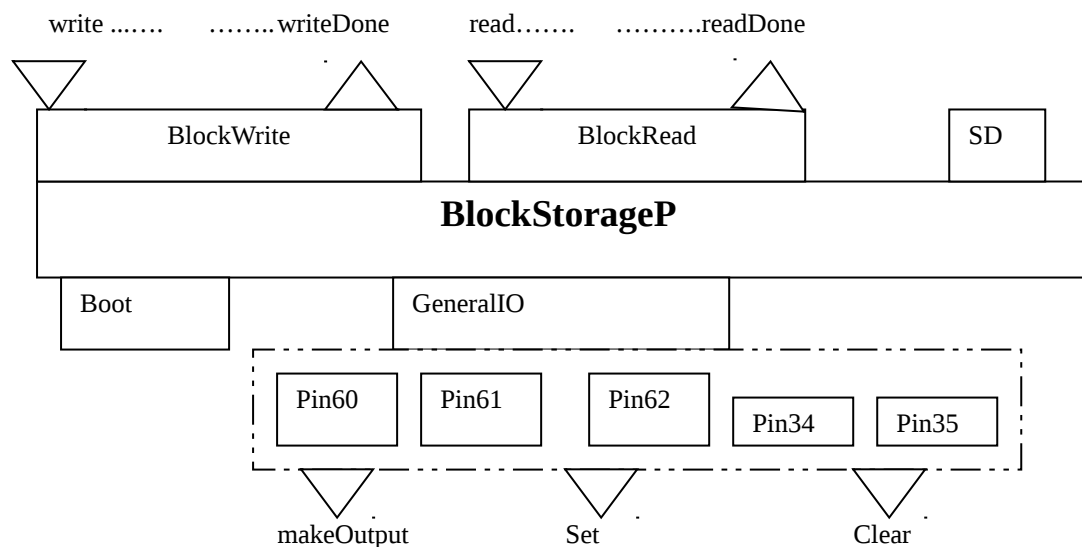 write ...…. …….. writeDone read……. ……….readDone
BlockWrite BlockRead SD
BlockStorageP
Boot GeneralIO
Pin60 Pin61 Pin62 Pin34 Pin35
makeOutput Set Clear